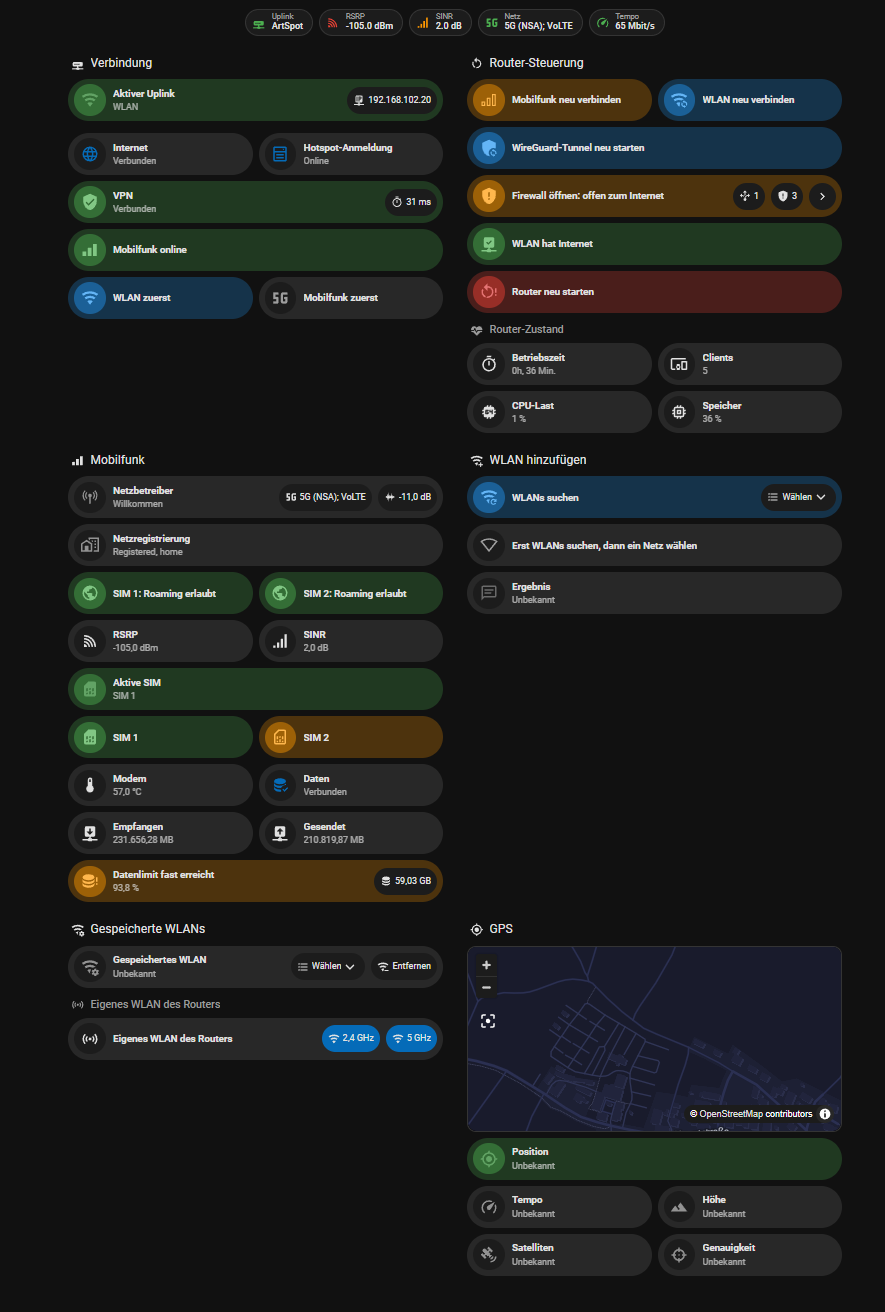 Uplink
ArtSpot
RSRP
-105.0 dBm
SINR
2.0 dB
5G
Netz
5G (NSA); VoLTE
Tempo
65 Mbit/s
Verbindung
Aktiver Uplink
WLAN
192.168.102.20
Internet
Verbunden
Hotspot-Anmeldung
Online
VPN
Verbunden
31 ms
Mobilfunk online
WLAN zuerst
5G
Mobilfunk zuerst
Router-Steuerung
Mobilfunk neu verbinden
WLAN neu verbinden
WireGuard-Tunnel neu starten
Firewall öffnen: offen zum Internet
1
3
WLAN hat Internet
Router neu starten
Router-Zustand
Betriebszeit
0h, 36 Min.
Clients
5
CPU-Last
1 %
Speicher
36 %
Mobilfunk
Netzbetreiber
Willkommen
5G 5G (NSA); VoLTE
-11,0 dB
Netzregistrierung
Registered, home
SIM 1: Roaming erlaubt
SIM 2: Roaming erlaubt
RSRP
-105,0 dBm
SINR
2,0 dB
Aktive SIM
SIM 1
SIM 1
SIM 2
Modem
57,0 °C
Daten
Verbunden
Empfangen
231.656,28 MB
Gesendet
210.819,87 MB
Datenlimit fast erreicht
93,8 %
59,03 GB
WLAN hinzufügen
WLANs suchen
Wählen
Erst WLANs suchen, dann ein Netz wählen
Ergebnis
Unbekannt
Gespeicherte WLANs
Gespeichertes WLAN
Unbekannt
Wählen
Entfernen
Eigenes WLAN des Routers
Eigenes WLAN des Routers
2,4 GHz
5 GHz
GPS
+
−
© OpenStreetMap contributors
Position
Unbekannt
Tempo
Unbekannt
Höhe
Unbekannt
Satelliten
Unbekannt
Genauigkeit
Unbekannt